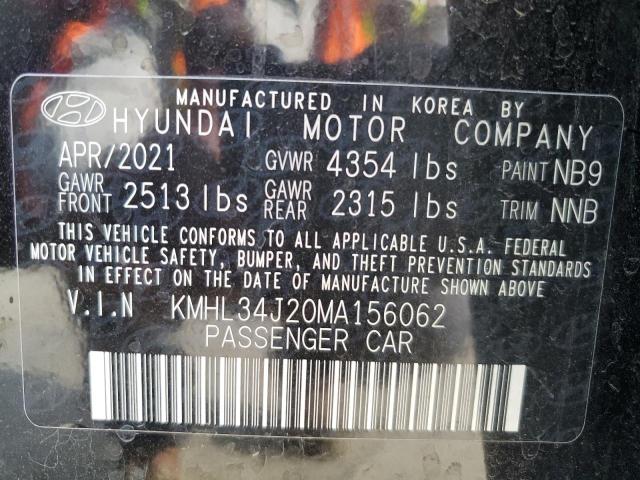 MANUFACTURED IN KOREA BY
HYUNDAI MOTOR COMPANY
APR/2021 GVWR 4354 lbs PAINT NB9
GAWR FRONT 2513 lbs GAWR REAR 2315 lbs TRIM NNB
THIS VEHICLE CONFORMS TO ALL APPLICABLE U.S.A. FEDERAL
MOTOR VEHICLE SAFETY, BUMPER, AND THEFT PREVENTION STANDARDS
IN EFFECT ON THE DATE OF MANUFACTURE SHOWN ABOVE
V.I.N KMHL34J20MA156062
PASSENGER CAR